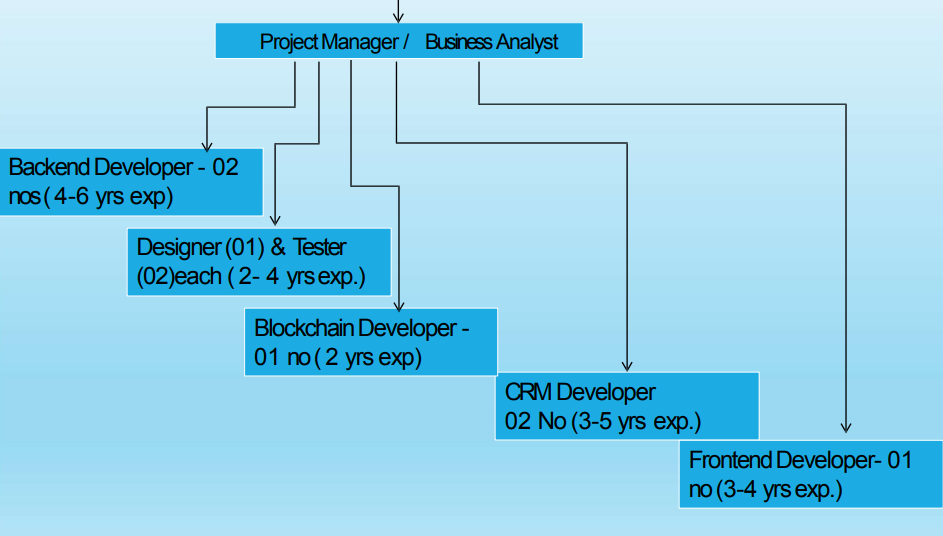 Project Manager / Business Analyst
Backend Developer - 02
nos ( 4-6 yrs exp)
Designer (01) & Tester
(02)each ( 2- 4 yrs exp.)
Blockchain Developer -
01 no ( 2 yrs exp)
CRM Developer
02 No (3-5 yrs exp.)
Frontend Developer- 01
no (3-4 yrs exp.)